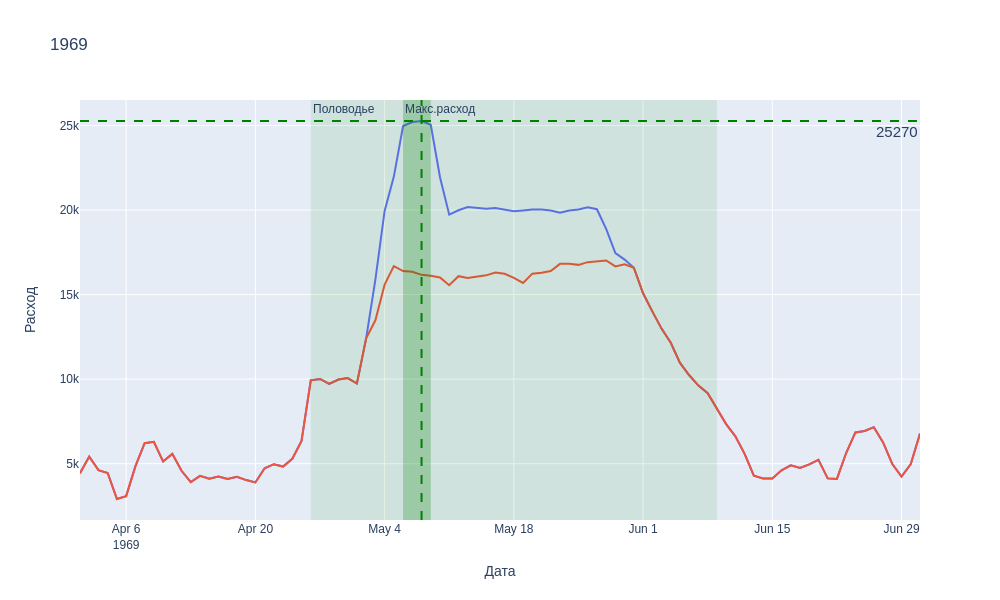 1969
Половодье
Макс.расход
25k
25270
20k
15k
10k
5k
Расход
Apr 6
1969
Apr 20
May 4
May 18
Jun 1
Jun 15
Jun 29
Дата